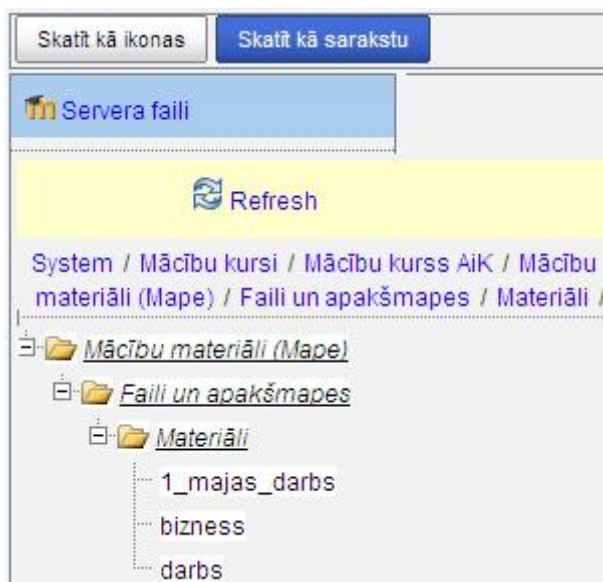 Skatīt kā ikonas
Skatīt kā sarakstu
Servera faili
Refresh
System / Mācību kursi / Mācību kurss AiK / Mācību
materiāli (Mape) / Faili un apakšmapes / Materiāli /
Mācību materiāli (Mape)
Faili un apakšmapes
Materiāli
1_majas_darbs
bizness
darbs